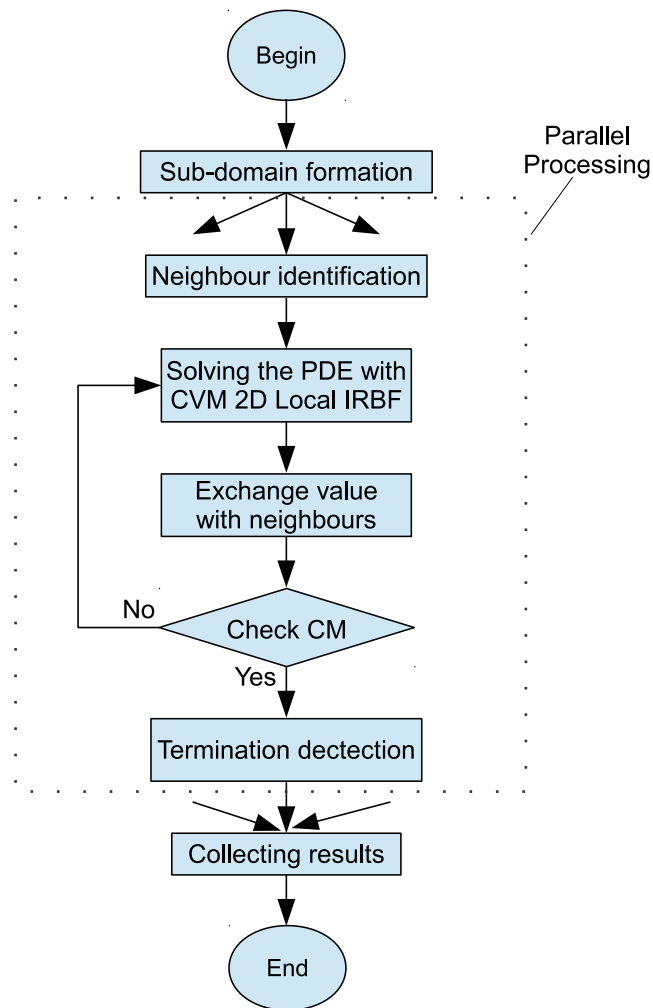 Begin
Parallel
Processing
Sub-domain formation
Neighbour identification
Solving the PDE with
CVM 2D Local IRBF
Exchange value
with neighbours
No
Check CM
Yes
Termination dectection
Collecting results
End